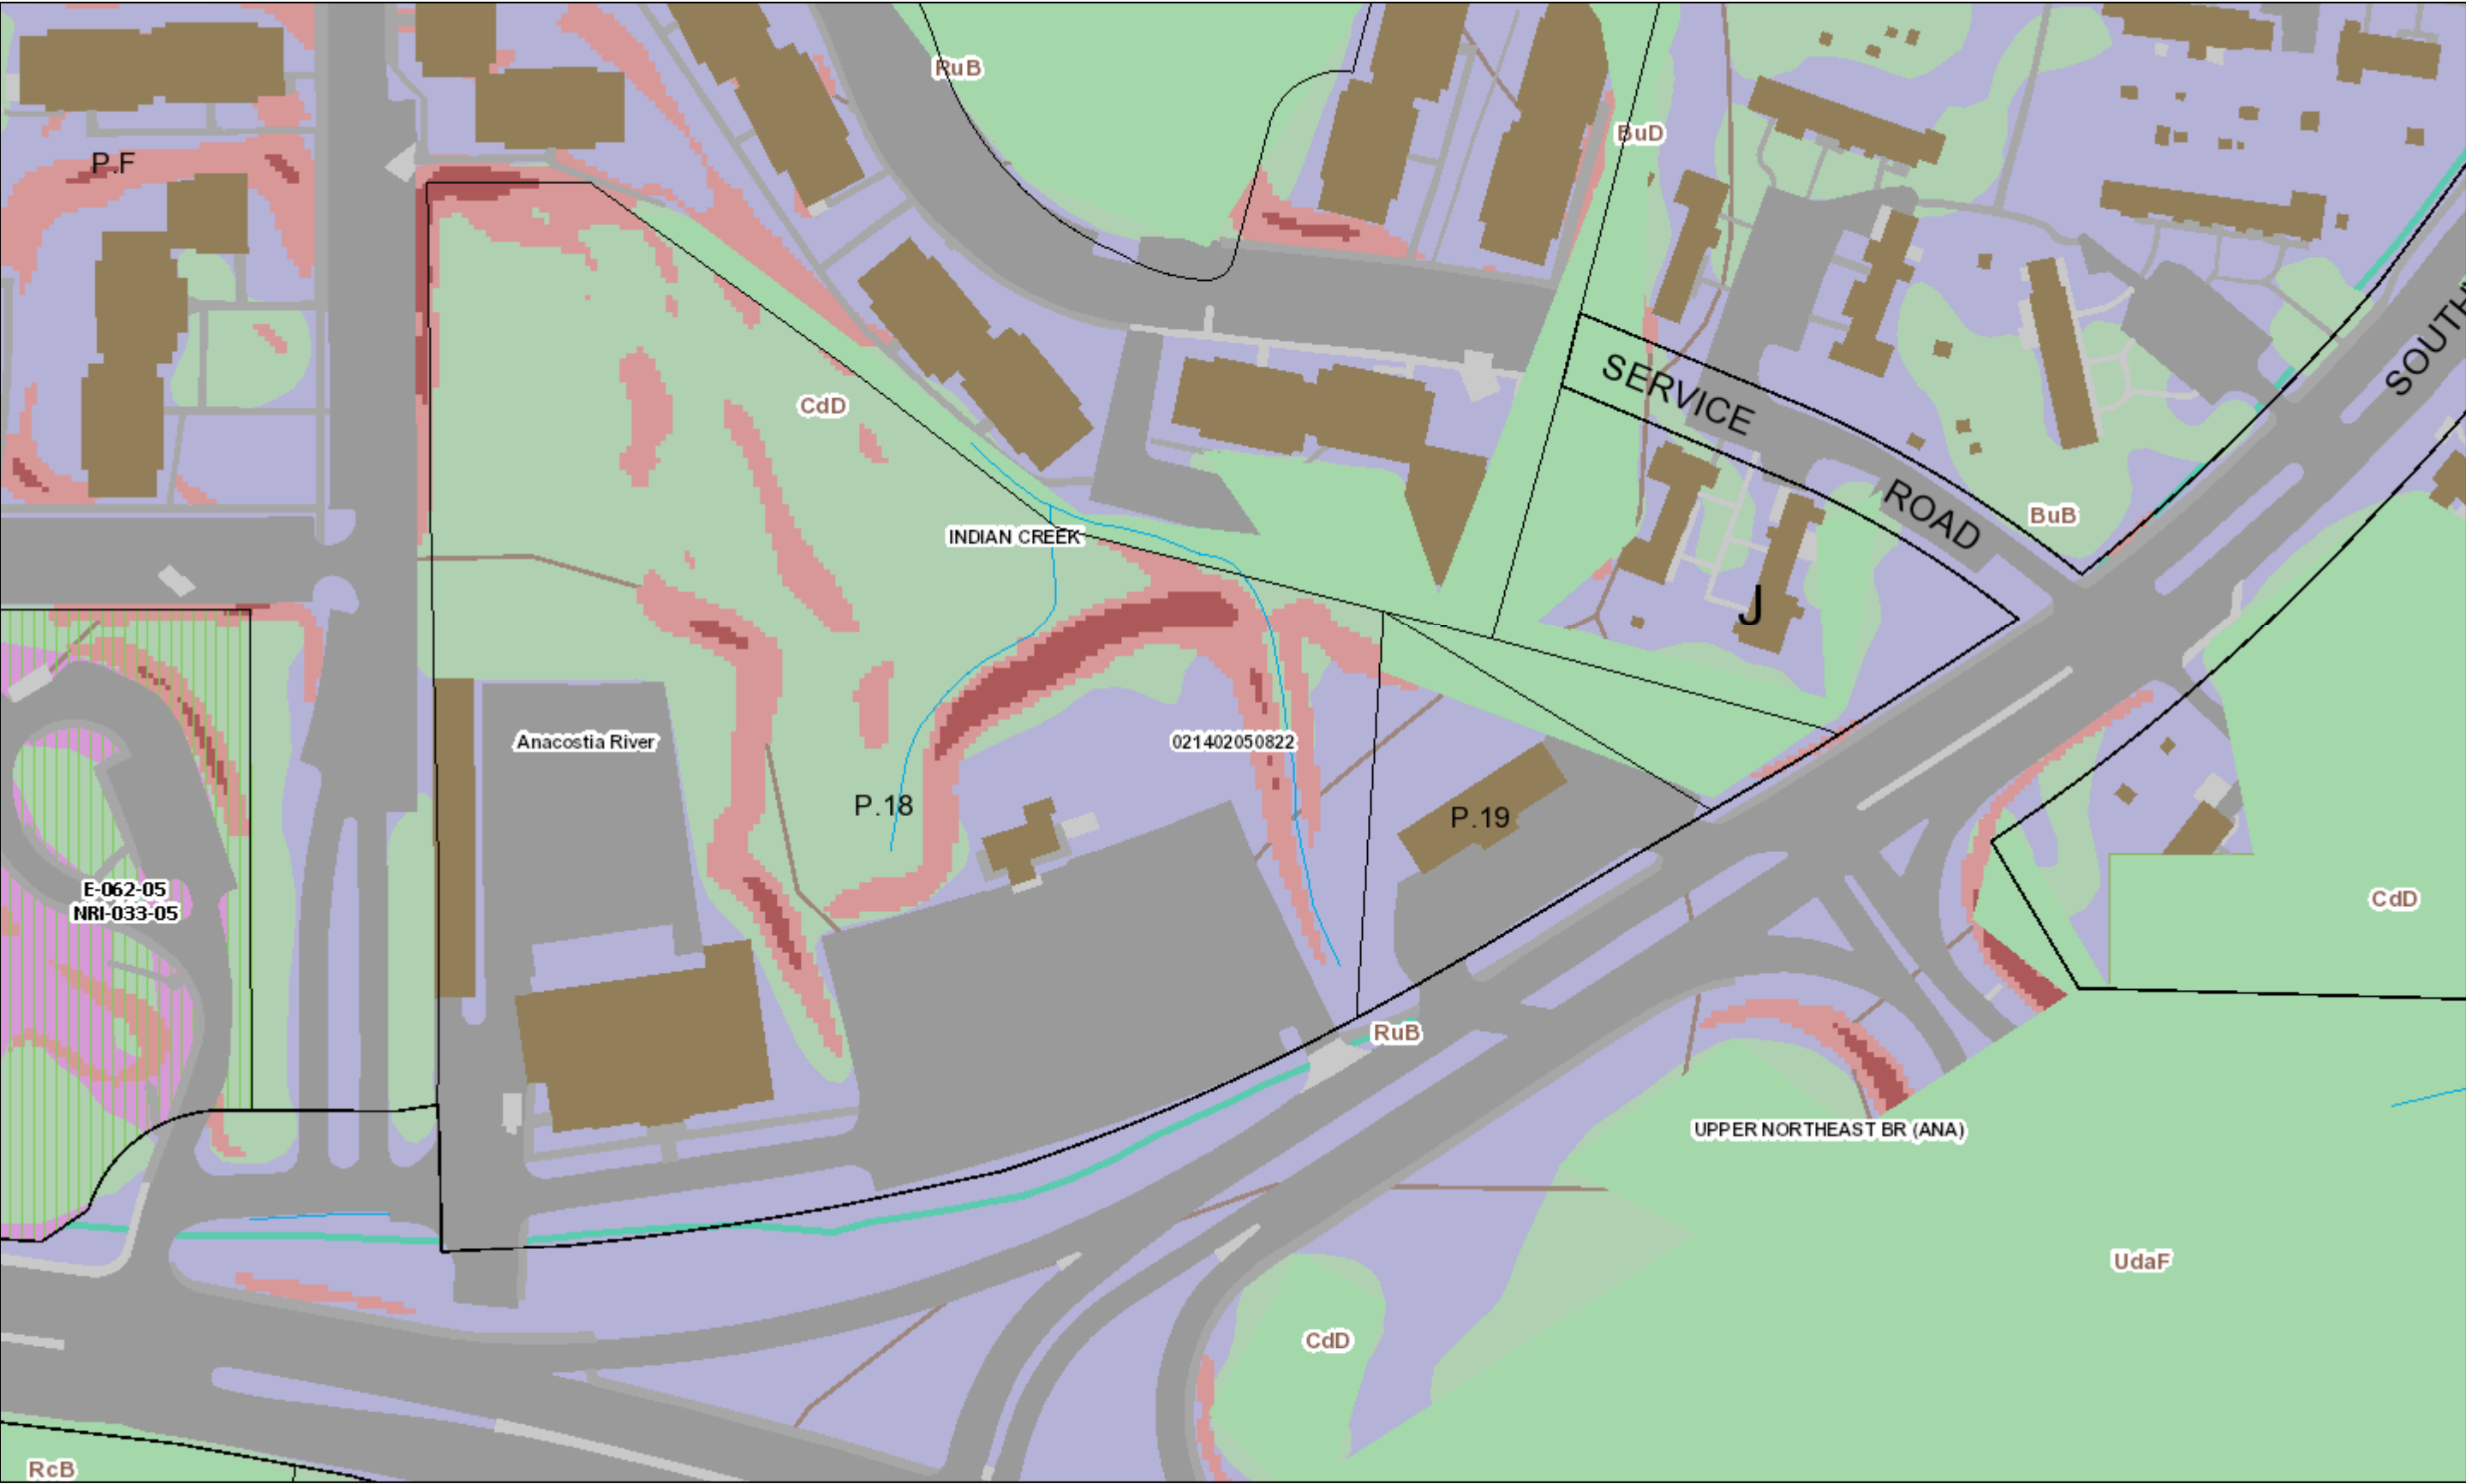 RuB
BuD
P.F
SOUTH
SERVICE
CdD
ROAD
BuB
INDIAN CREEK
J
Anacostia River
021402050822
P.18
P.19
E-062-05
NRI-033-05
CdD
RuB
UPPER NORTHEAST BR (ANA)
UdaF
CdD
RcB